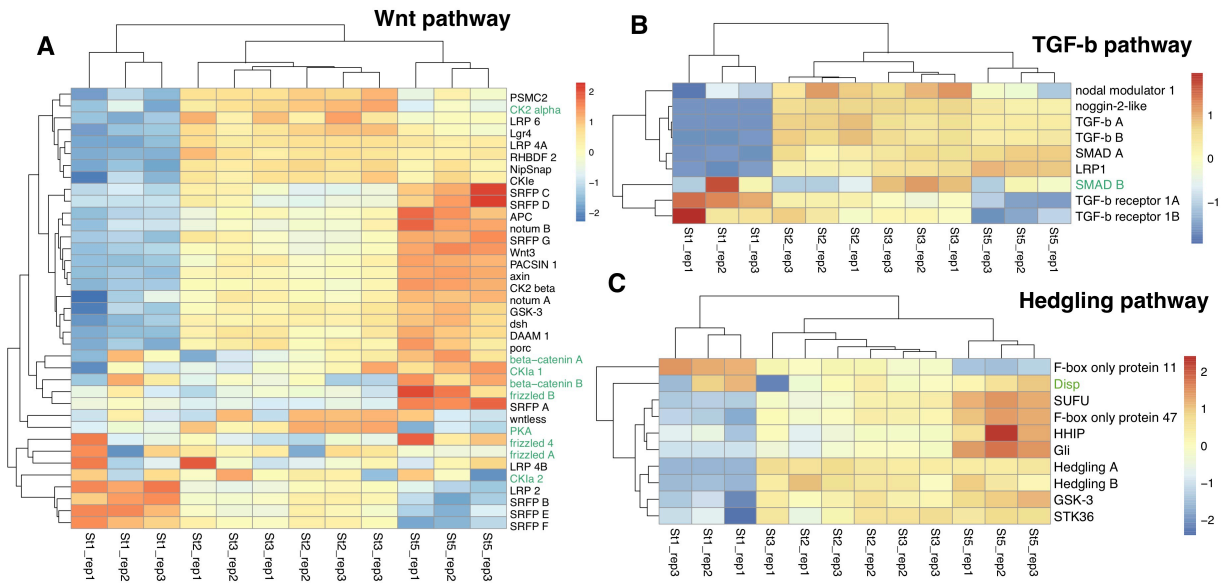 Wnt pathway
A
PSMC2
CK2 alpha
LRP 6
Lgr4
LRP 4A
RHBDF 2
NipSnap
CKIe
SRFP C
SRFP D
APC
notum B
SRFP G
Wnt3
PACSIN 1
axin
CK2 beta
notum A
GSK-3
dsh
DAAM 1
porc
beta-catenin A
CKIa 1
beta-catenin B
frizzled B
SRFP A
wntless
PKA
frizzled 4
frizzled A
LRP 4B
CKIa 2
LRP 2
SRFP B
SRFP E
SRFP F
2
1
0
−1
−2
St1_rep1
St1_rep2
St1_rep3
St2_rep1
St3_rep2
St3_rep1
St2_rep2
St2_rep3
St3_rep3
St5_rep1
St5_rep2
St5_rep3
B
TGF-b pathway
nodal modulator 1
noggin-2-like
TGF-b A
TGF-b B
SMAD A
LRP1
SMAD B
TGF-b receptor 1A
TGF-b receptor 1B
1
0
−1
St1_rep1
St1_rep2
St1_rep3
St2_rep3
St2_rep2
St2_rep1
St3_rep3
St3_rep2
St3_rep1
St5_rep3
St5_rep2
St5_rep1
C
Hedgling pathway
F-box only protein 11
Disp
SUFU
F-box only protein 47
HHIP
Gli
Hedgling A
Hedgling B
GSK-3
STK36
2
1
0
−1
−2
St1_rep3
St1_rep2
St1_rep1
St3_rep1
St2_rep1
St2_rep3
St2_rep2
St3_rep2
St3_rep3
St5_rep1
St5_rep2
St5_rep3